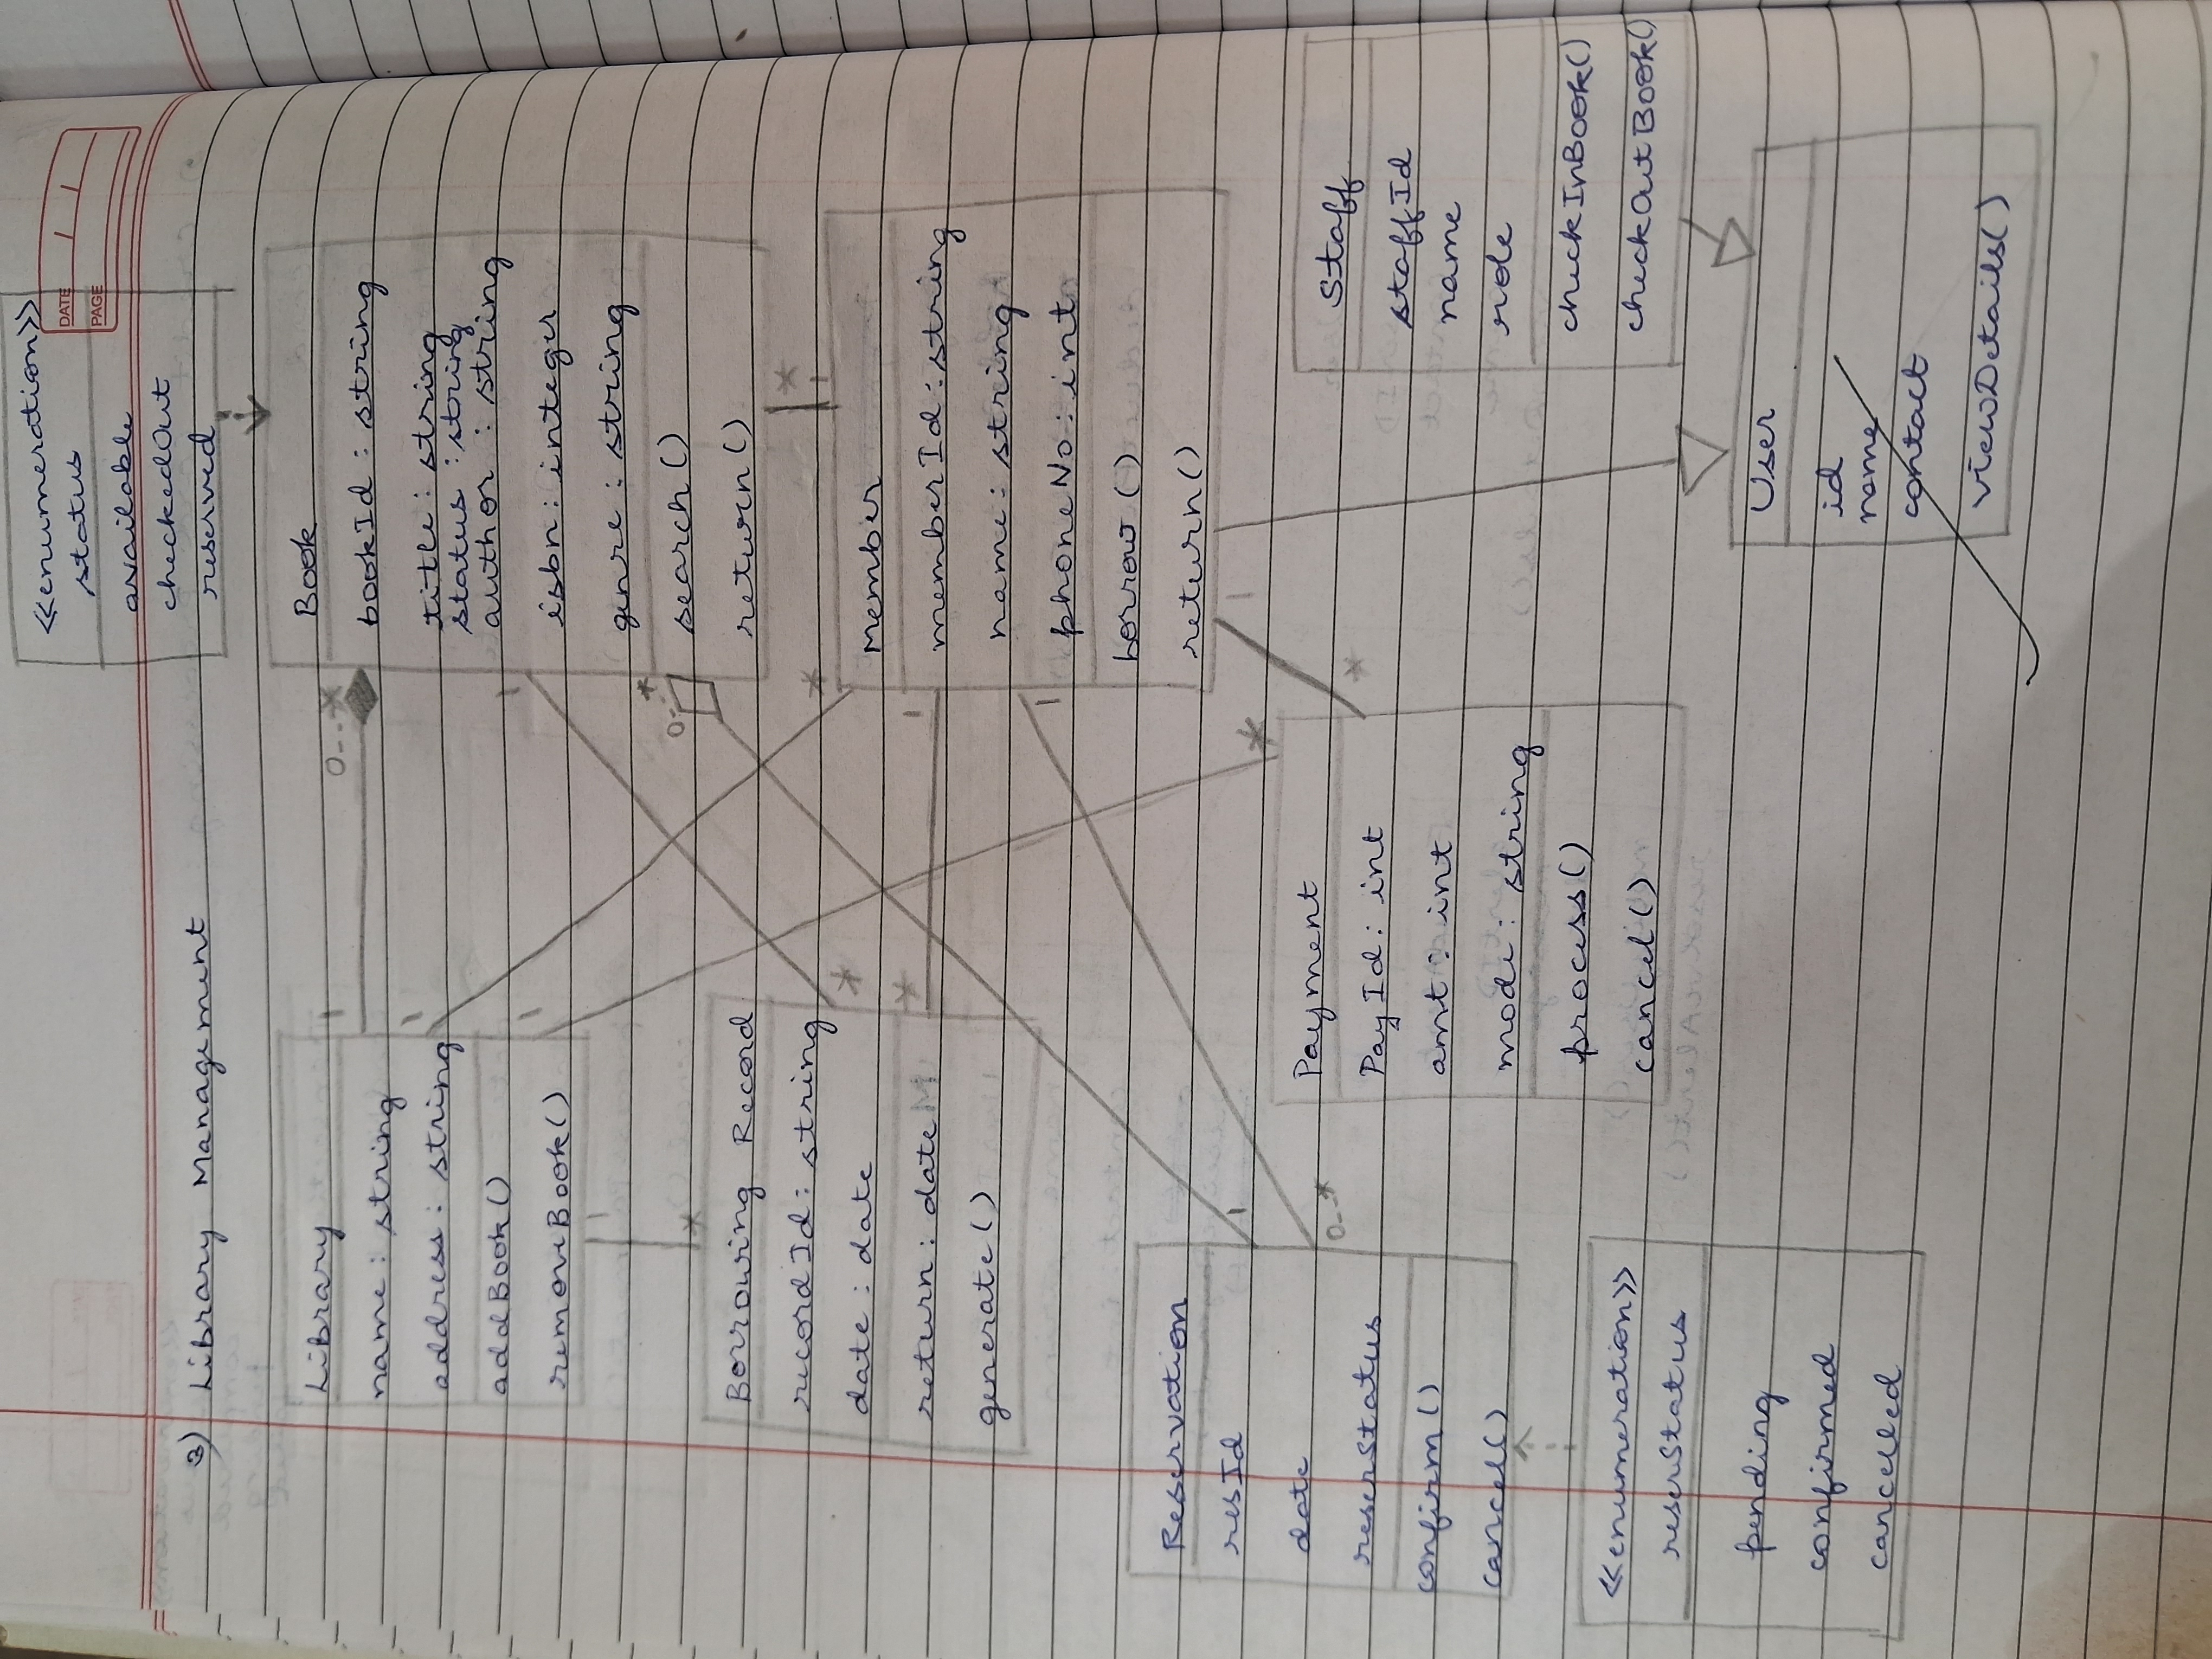 <<enumeration>>
status
DATE / /
PAGE
available
checkedOut
reserved
3) Library Management
Library
name : string
address : string
addBook()
removeBook()
1
0--*
1
1
1
*
Book
bookId : string
title : string
status : string
author : string
isbn : integer
genre : string
search()
return()
1
0--*
*
1
Borrowing Record
recordId : string
date : date
return : date
generate()
*
*
*
1
Member
memberId : string
name : string
phoneNo : int
borrow ()
return()
1
1
Reservation
resId
date
reserStatus
confirm()
cancel()
1
0--*
Payment
PayId : int
amt : int
mode : string
process()
cancel()
*
*
Staff
staffId
name
role
checkInBook()
checkOutBook()
<<enumeration>>
reserStatus
pending
confirmed
cancelled
User
id
name
contact
viewDetails()